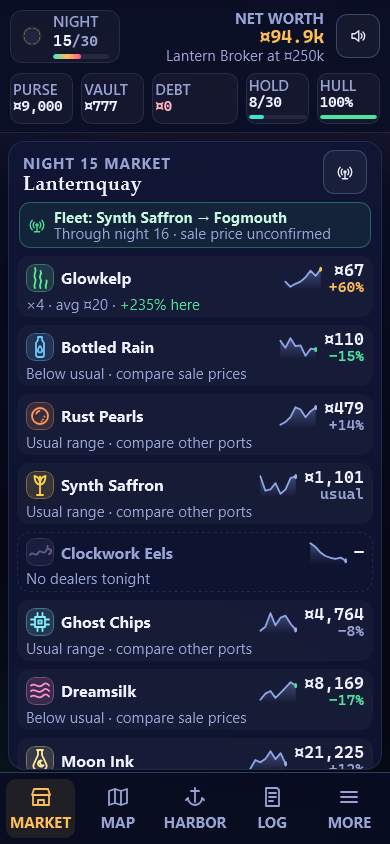 NIGHT
15/30
NET WORTH
¤94.9k
Lantern Broker at ¤250k
PURSE
¤9,000
VAULT
¤777
DEBT
¤0
HOLD
8/30
HULL
100%
NIGHT 15 MARKET
Lanternquay
Fleet: Synth Saffron → Fogmouth
Through night 16 · sale price unconfirmed
Glowkelp
¤67
+60%
×4 · avg ¤20 · +235% here
Bottled Rain
¤110
−15%
Below usual · compare sale prices
Rust Pearls
¤479
+14%
Usual range · compare other ports
Synth Saffron
¤1,101
usual
Usual range · compare other ports
Clockwork Eels
—
No dealers tonight
Ghost Chips
¤4,764
−8%
Usual range · compare other ports
Dreamsilk
¤8,169
−17%
Below usual · compare sale prices
Moon Ink
¤21,225
MARKET
MAP
HARBOR
LOG
MORE